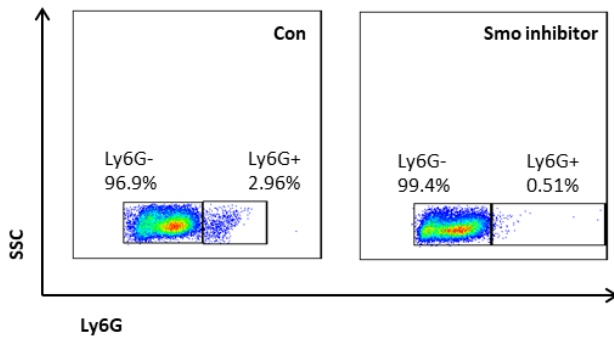 Con
Ly6G-
96.9%
Ly6G+
2.96%
Smo inhibitor
Ly6G-
99.4%
Ly6G+
0.51%
SSC
Ly6G